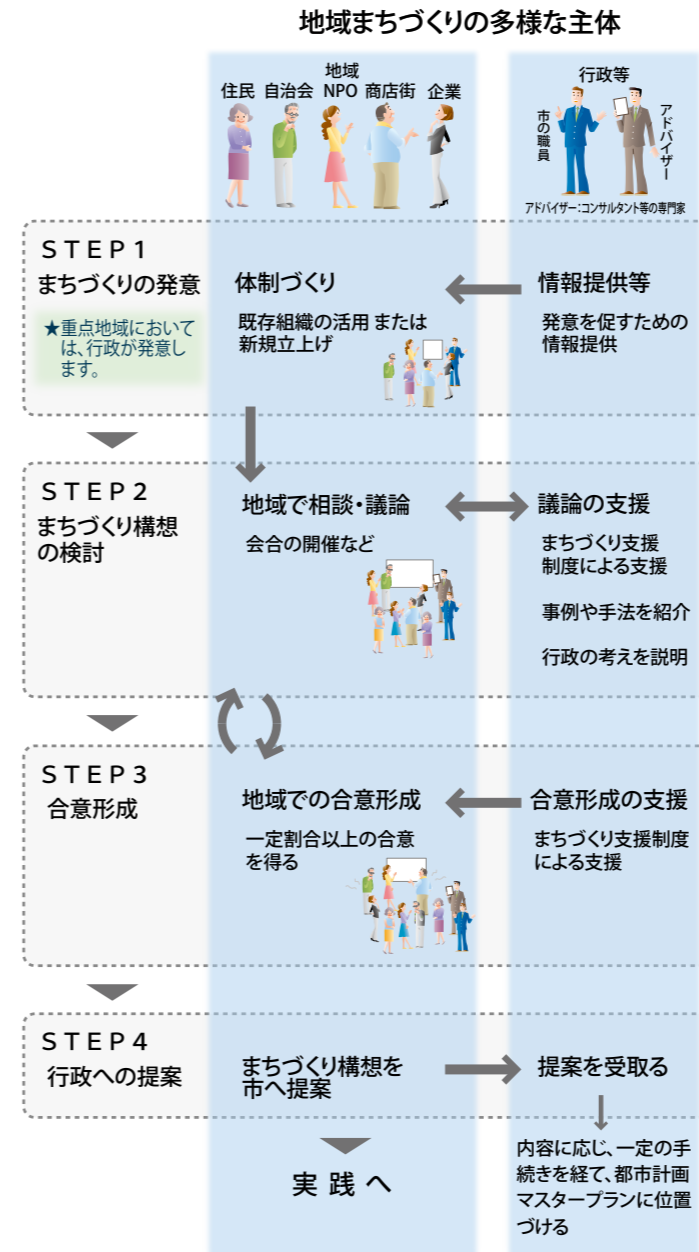 地域まちづくりの多様な主体
住民
自治会
地域
NPO
商店街
企業
行政等
市の職員
アドバイザー
アドバイザー：コンサルタント等の専門家
STEP1
まちづくりの発意
★重点地域において
は、行政が発意し
ます。
体制づくり
既存組織の活用 または
新規立上げ
情報提供等
発意を促すための
情報提供
STEP2
まちづくり構想
の検討
地域で相談・議論
会合の開催など
議論の支援
まちづくり支援
制度による支援
事例や手法を紹介
行政の考えを説明
STEP3
合意形成
地域での合意形成
一定割合以上の合意
を得る
合意形成の支援
まちづくり支援制度
による支援
STEP4
行政への提案
まちづくり構想を
市へ提案
提案を受取る
実践へ
内容に応じ、一定の手
続きを経て、都市計画
マスタープランに位置
づける